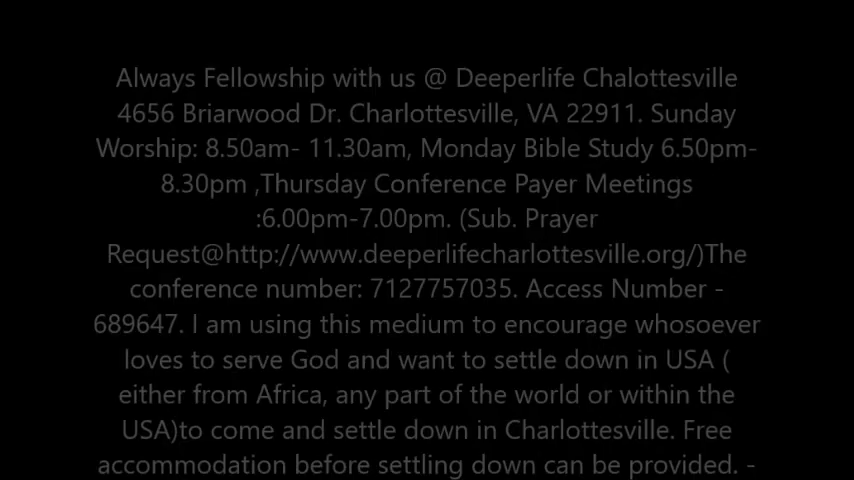 Always Fellowship with us @ Deeperlife Chalottesville
4656 Briarwood Dr. Charlottesville, VA 22911. Sunday
Worship: 8.50am- 11.30am, Monday Bible Study 6.50pm-
8.30pm ,Thursday Conference Payer Meetings
:6.00pm-7.00pm. (Sub. Prayer
Request@http://www.deeperlifecharlottesville.org/)The
conference number: 7127757035. Access Number -
689647. I am using this medium to encourage whosoever
loves to serve God and want to settle down in USA (
either from Africa, any part of the world or within the
USA)to come and settle down in Charlottesville. Free
accommodation before settling down can be provided. -